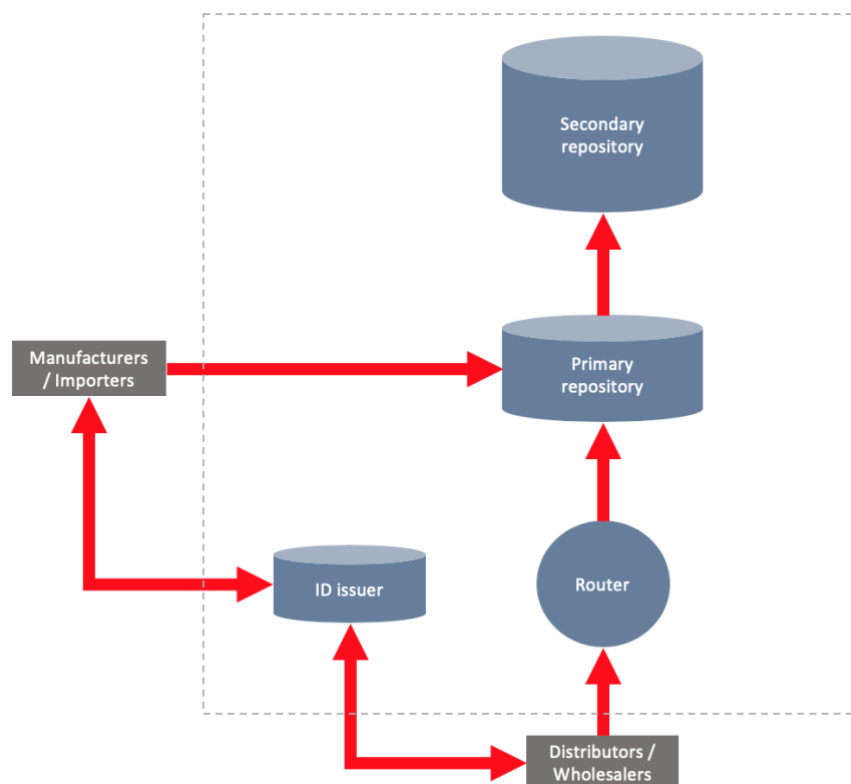 Secondary
repository
Manufacturers
/ Importers
Primary
repository
ID issuer
Router
Distributors /
Wholesalers